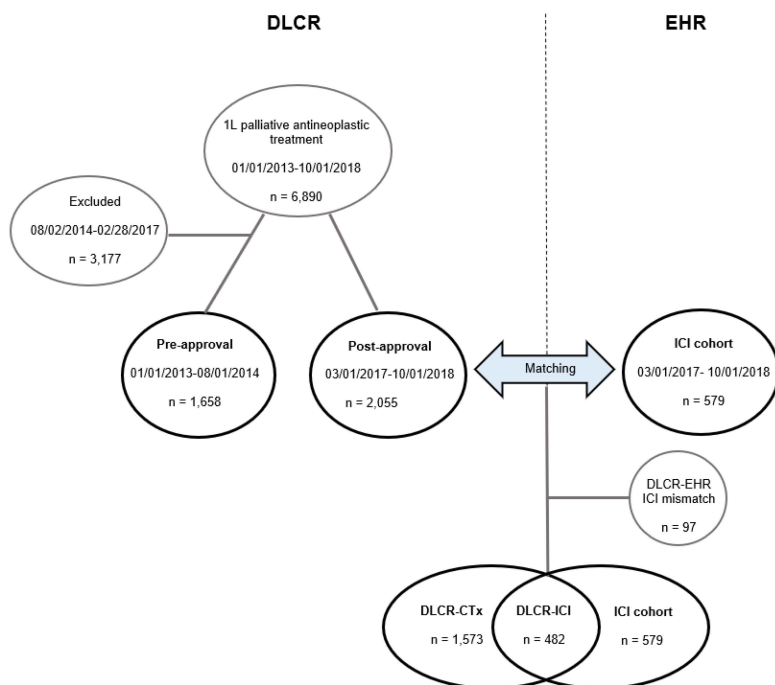 DLCR
EHR
1L palliative antineoplastic
treatment
01/01/2013-10/01/2018
n = 6,890
Excluded
08/02/2014-02/28/2017
n = 3,177
Pre-approval
01/01/2013-08/01/2014
n = 1,658
Post-approval
03/01/2017-10/01/2018
n = 2,055
Matching
ICI cohort
03/01/2017- 10/01/2018
n = 579
DLCR-EHR
ICI mismatch
n = 97
DLCR-CTx
n = 1,573
DLCR-ICI
n = 482
ICI cohort
n = 579